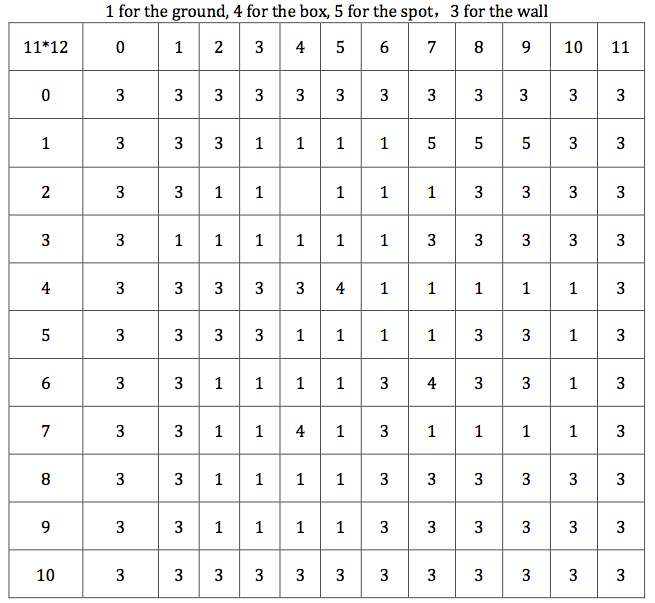 1 for the ground, 4 for the box, 5 for the spot，3 for the wall
11*12 0 1 2 3 4 5 6 7 8 9 10 11
0 3 3 3 3 3 3 3 3 3 3 3 3
1 3 3 3 1 1 1 1 5 5 5 3 3
2 3 3 1 1 1 1 1 3 3 3 3
3 3 1 1 1 1 1 1 3 3 3 3 3
4 3 3 3 3 3 4 1 1 1 1 1 3
5 3 3 3 3 1 1 1 1 3 3 1 3
6 3 3 1 1 1 1 3 4 3 3 1 3
7 3 3 1 1 4 1 3 1 1 1 1 3
8 3 3 1 1 1 1 3 3 3 3 3 3
9 3 3 1 1 1 1 3 3 3 3 3 3
10 3 3 3 3 3 3 3 3 3 3 3 3